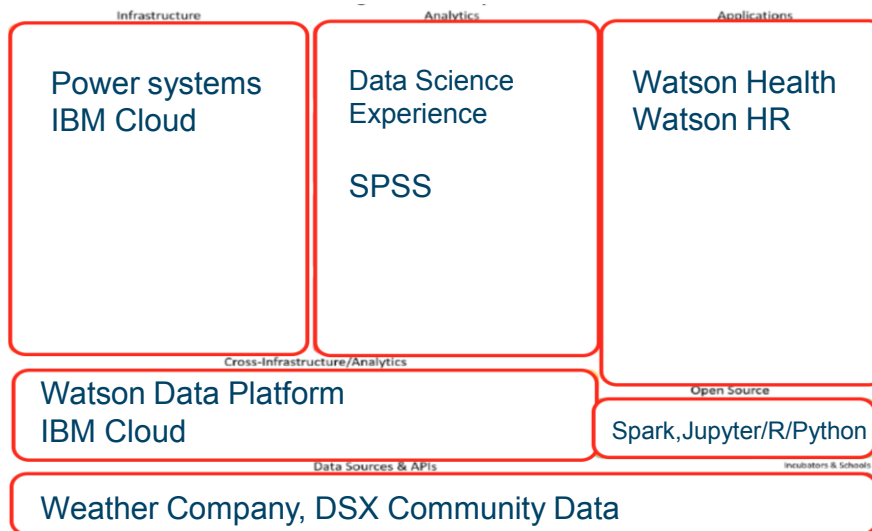 Infrastructure
Analytics
Applications
Power systems
IBM Cloud
Data Science
Experience
SPSS
Watson Health
Watson HR
Cross-Infrastructure/Analytics
Watson Data Platform
IBM Cloud
Open Source
Spark,Jupyter/R/Python
Data Sources & APIs
Incubators & Schools
Weather Company, DSX Community Data